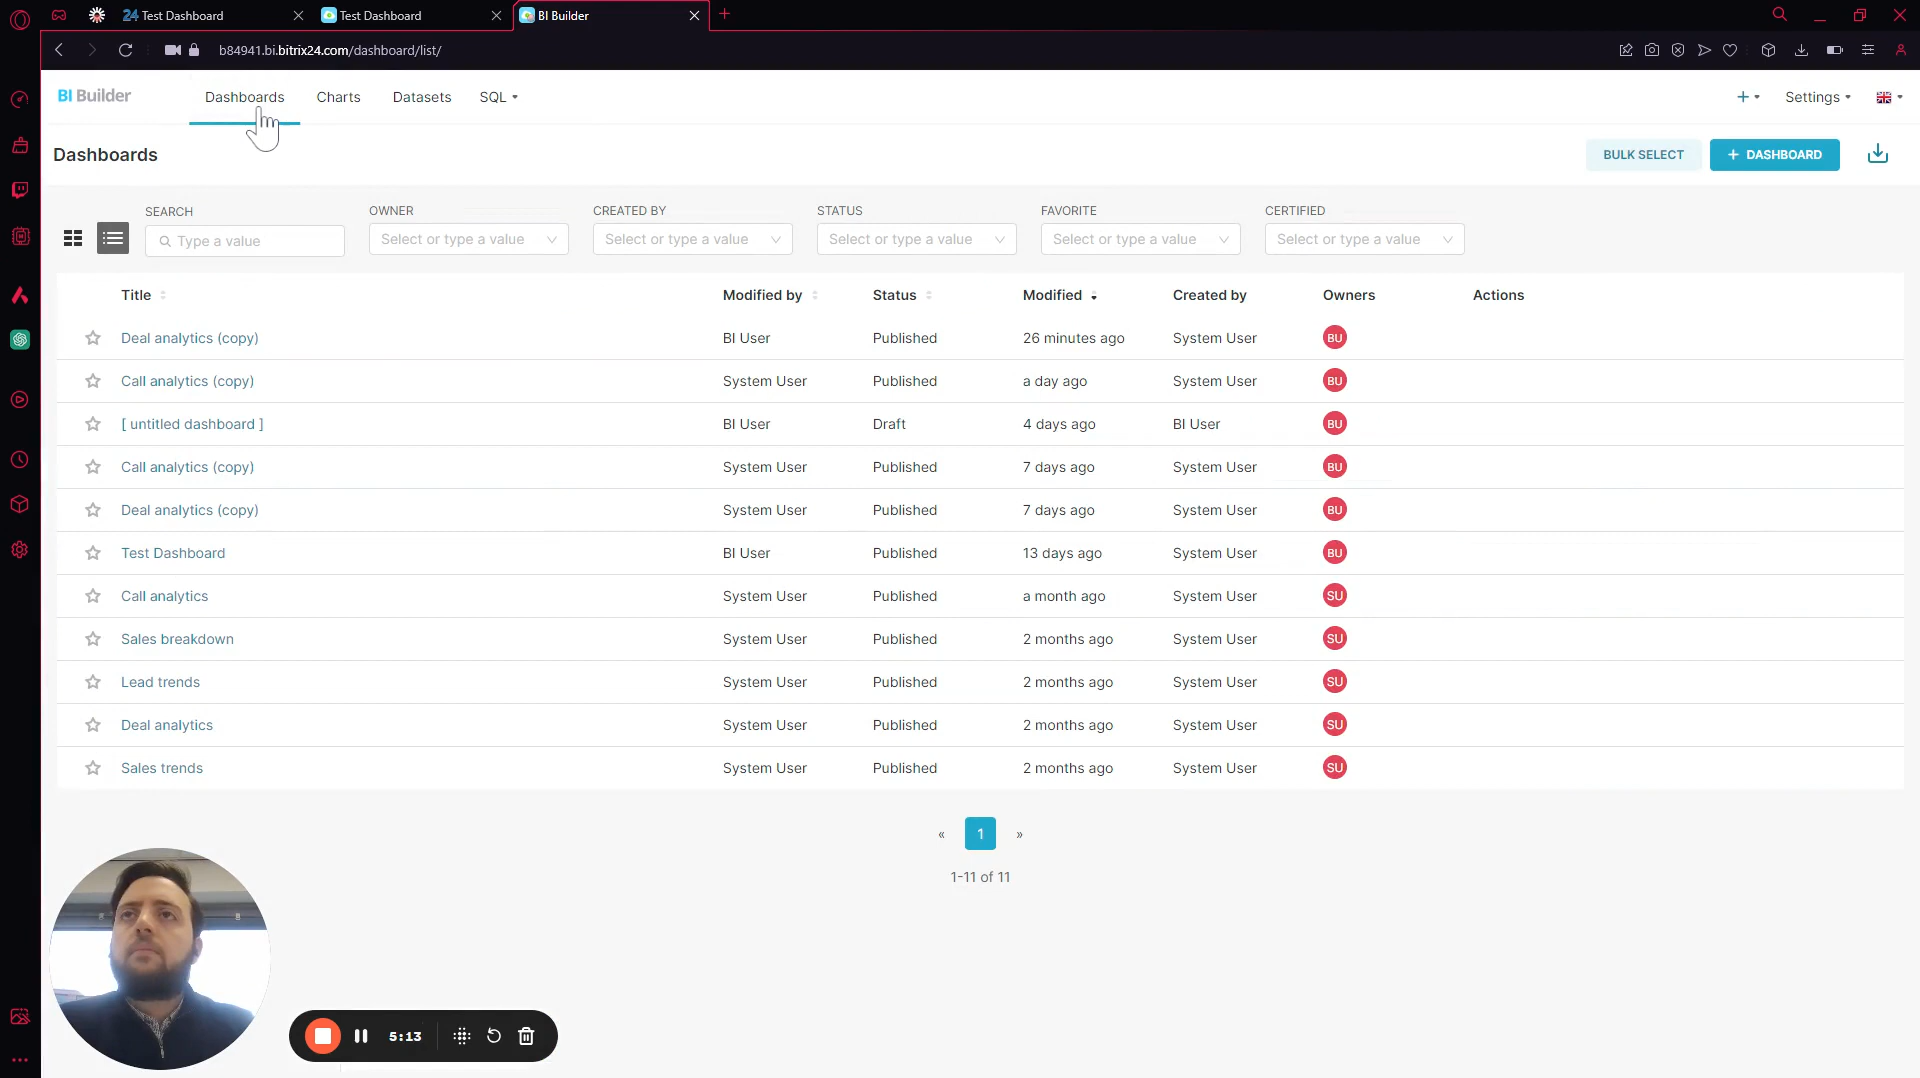 24 Test Dashboard
Test Dashboard
BI Builder
b84941.bi.bitrix24.com/dashboard/list/
BI Builder
Dashboards
Charts
Datasets
SQL
Settings
Dashboards
BULK SELECT
+ DASHBOARD
SEARCH
OWNER
CREATED BY
STATUS
FAVORITE
CERTIFIED
Type a value
Select or type a value
Select or type a value
Select or type a value
Select or type a value
Select or type a value
Title Modified by Status Modified Created by Owners Actions
Deal analytics (copy) BI User Published 26 minutes ago System User BU
Call analytics (copy) System User Published a day ago System User BU
[ untitled dashboard ] BI User Draft 4 days ago BI User BU
Call analytics (copy) System User Published 7 days ago System User BU
Deal analytics (copy) System User Published 7 days ago System User BU
Test Dashboard BI User Published 13 days ago System User BU
Call analytics System User Published a month ago System User SU
Sales breakdown System User Published 2 months ago System User SU
Lead trends System User Published 2 months ago System User SU
Deal analytics System User Published 2 months ago System User SU
Sales trends System User Published 2 months ago System User SU
« 1 »
1-11 of 11
5:13